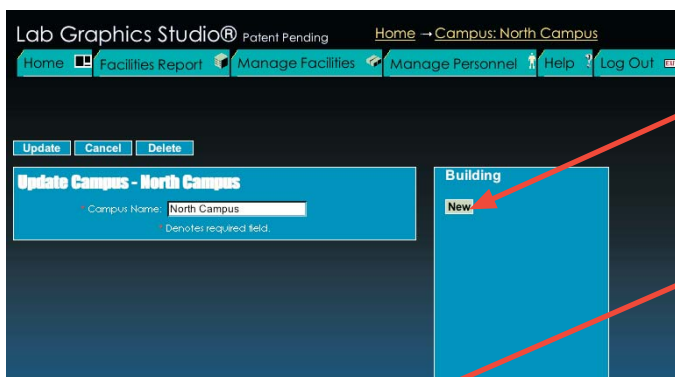 Lab Graphics Studio® Patent Pending Home → Campus: North Campus
Home Facilities Report Manage Facilities Manage Personnel Help Log Out
Update Cancel Delete
Update Campus - North Campus
* Campus Name: North Campus
* Denotes required field.
Building
New